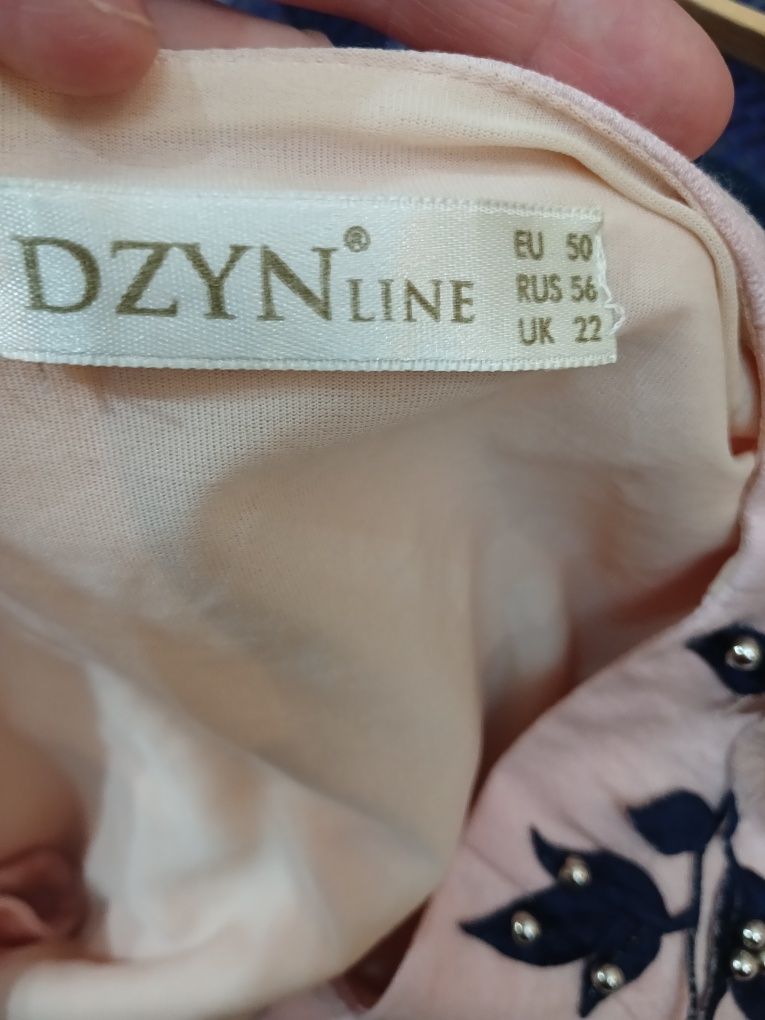 DZYN® LINE
EU 50
RUS 56
UK 22